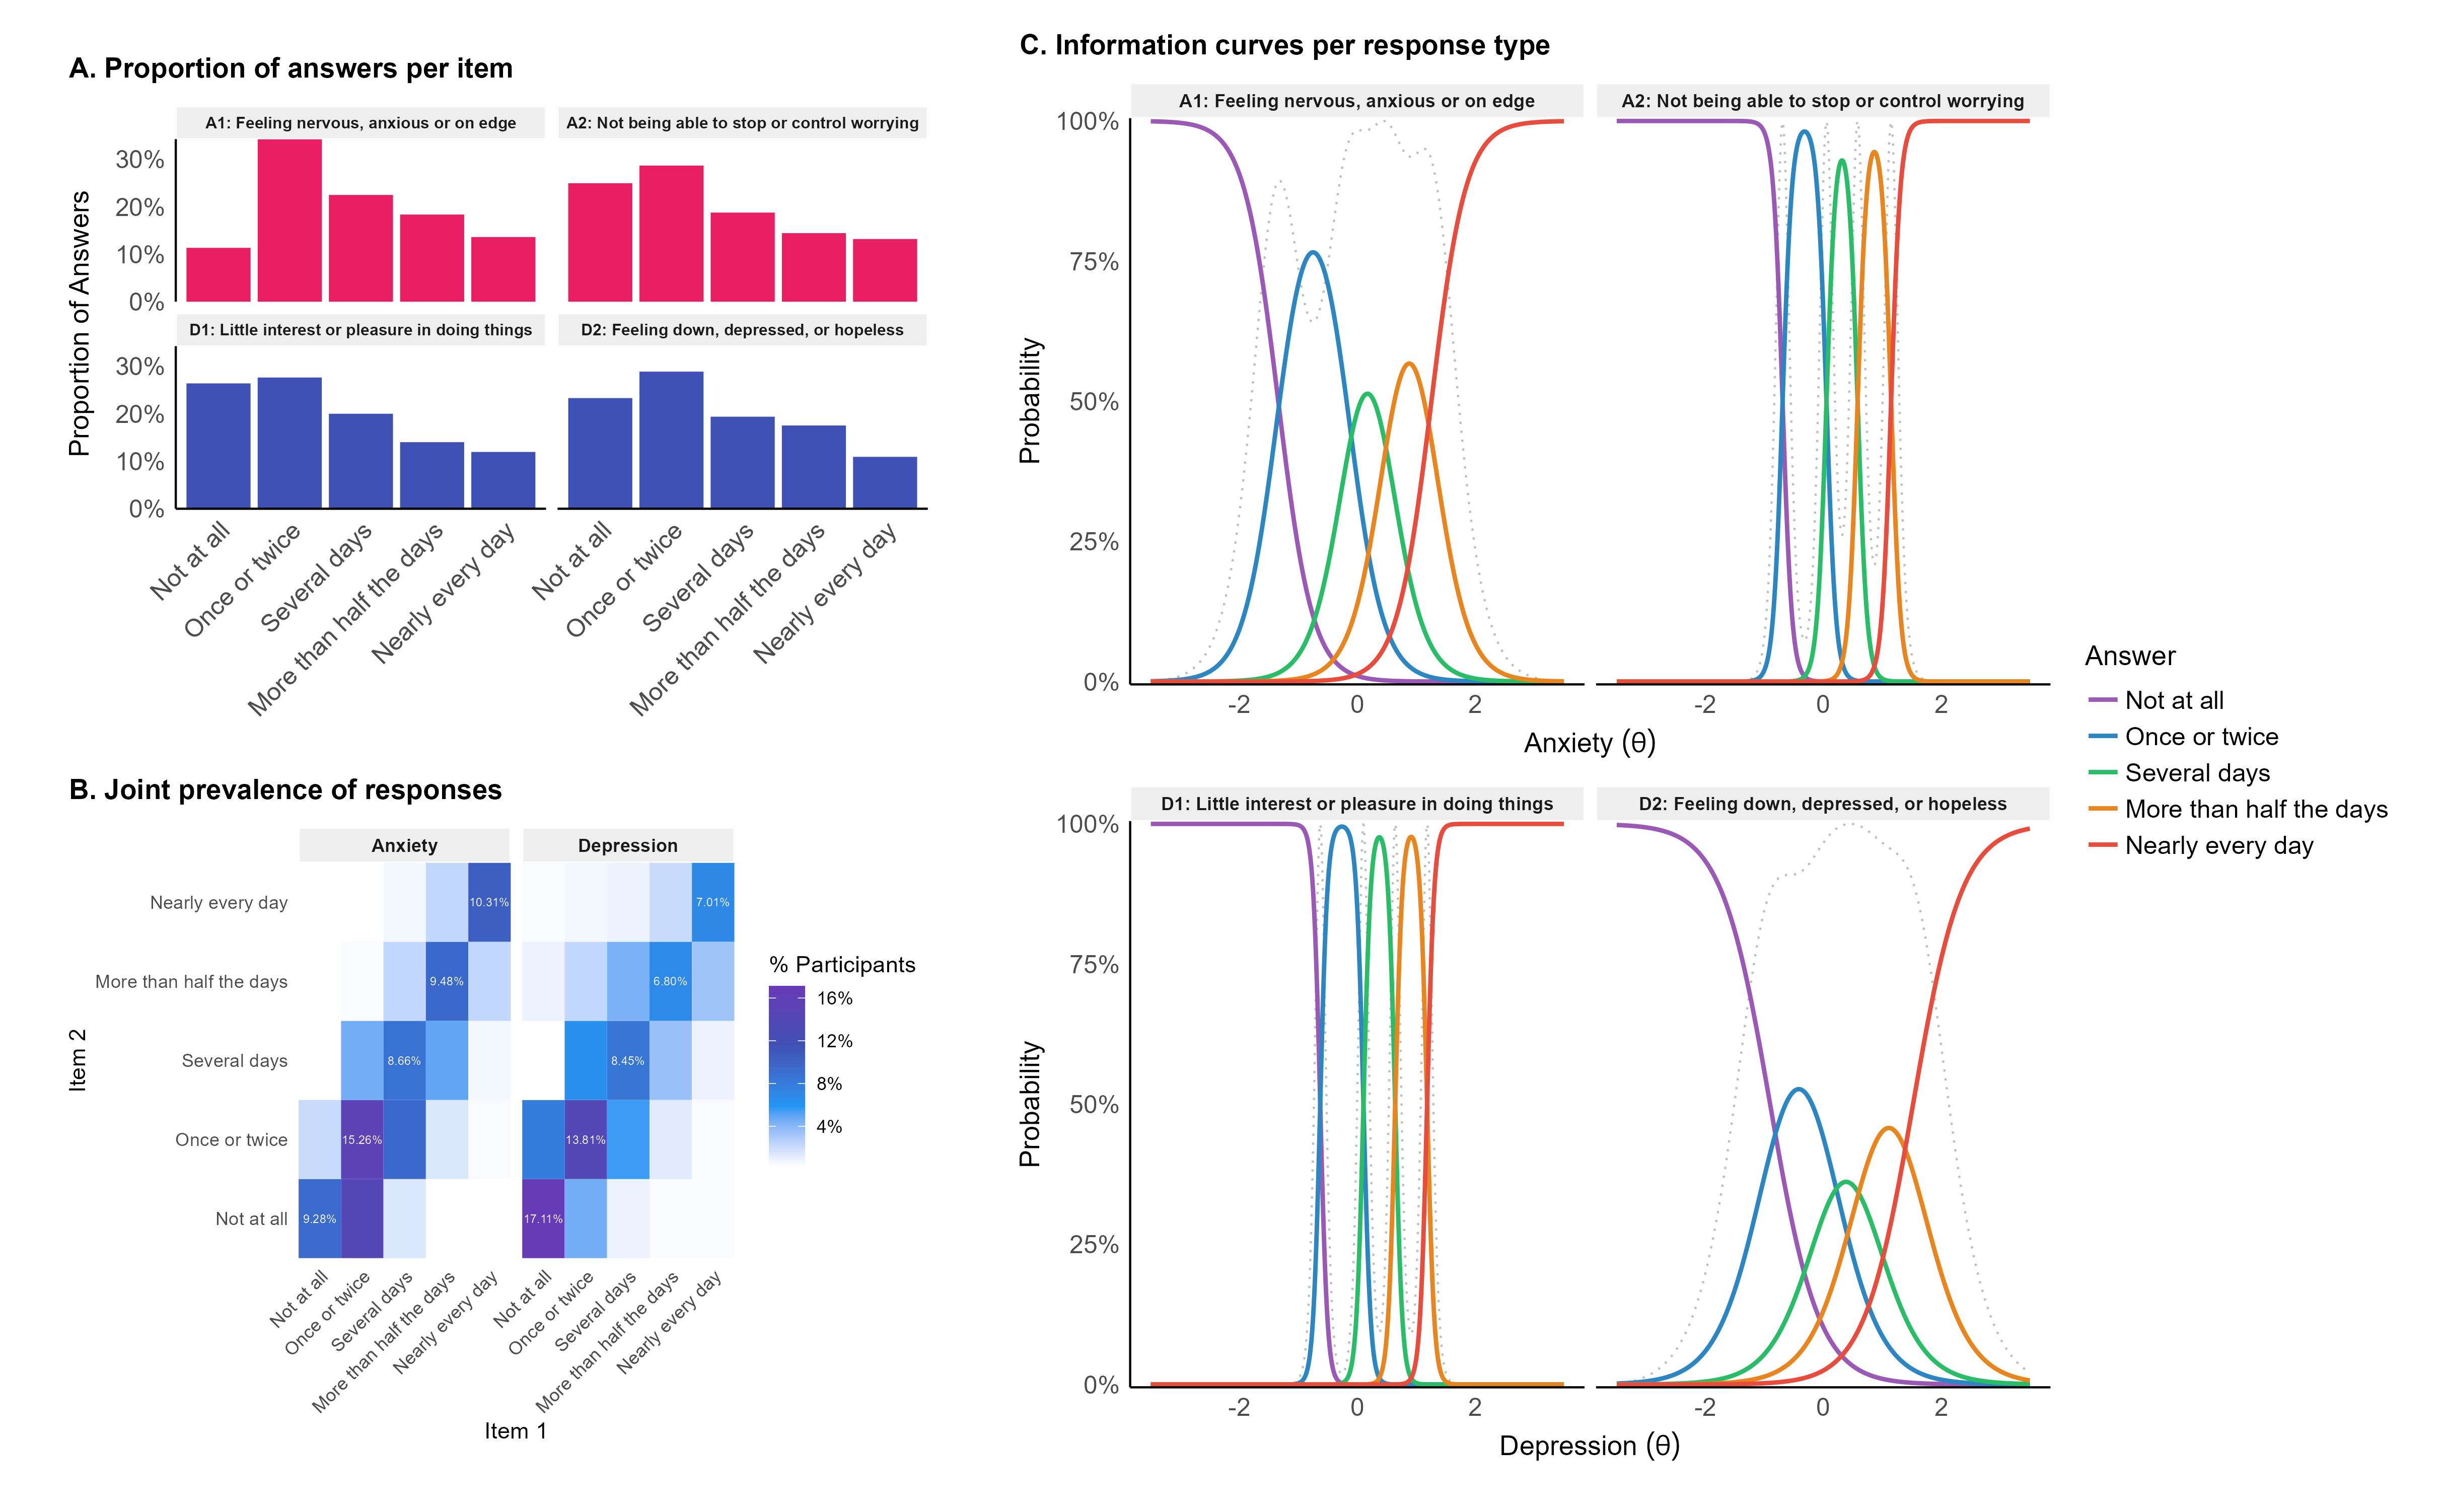 A. Proportion of answers per item
A1: Feeling nervous, anxious or on edge
A2: Not being able to stop or control worrying
30%
20%
10%
0%
D1: Little interest or pleasure in doing things
D2: Feeling down, depressed, or hopeless
30%
20%
10%
0%
Proportion of Answers
Not at all
Once or twice
Several days
More than half the days
Nearly every day
Not at all
Once or twice
Several days
More than half the days
Nearly every day
B. Joint prevalence of responses
Anxiety
Depression
Nearly every day
10.31%
7.01%
More than half the days
9.48%
6.80%
Several days
8.66%
8.45%
Once or twice
15.26%
13.81%
Not at all
9.28%
17.11%
Item 2
Not at all
Once or twice
Several days
More than half the days
Nearly every day
Not at all
Once or twice
Several days
More than half the days
Nearly every day
Item 1
% Participants
16%
12%
8%
4%
C. Information curves per response type
A1: Feeling nervous, anxious or on edge
A2: Not being able to stop or control worrying
100%
75%
50%
25%
0%
Probability
-2
0
2
-2
0
2
Anxiety (θ)
D1: Little interest or pleasure in doing things
D2: Feeling down, depressed, or hopeless
100%
75%
50%
25%
0%
Probability
-2
0
2
-2
0
2
Depression (θ)
Answer
Not at all
Once or twice
Several days
More than half the days
Nearly every day